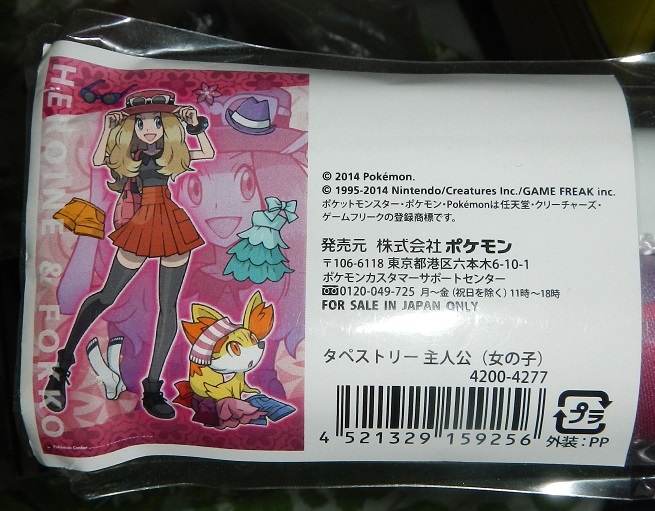 HEROINE & FOKKO
Pokémon Center
© 2014 Pokémon.
© 1995-2014 Nintendo/Creatures Inc./GAME FREAK inc.
ポケットモンスター・ポケモン・Pokémonは任天堂・クリーチャーズ・
ゲームフリークの登録商標です。
発売元 株式会社 ポケモン
〒106-6118 東京都港区六本木6-10-1
ポケモンカスタマーサポートセンター
0120-049-725 月〜金（祝日を除く）11時〜18時
FOR SALE IN JAPAN ONLY
タペストリー 主人公（女の子）
4200-4277
4 521329 159256
プラ
外装：PP